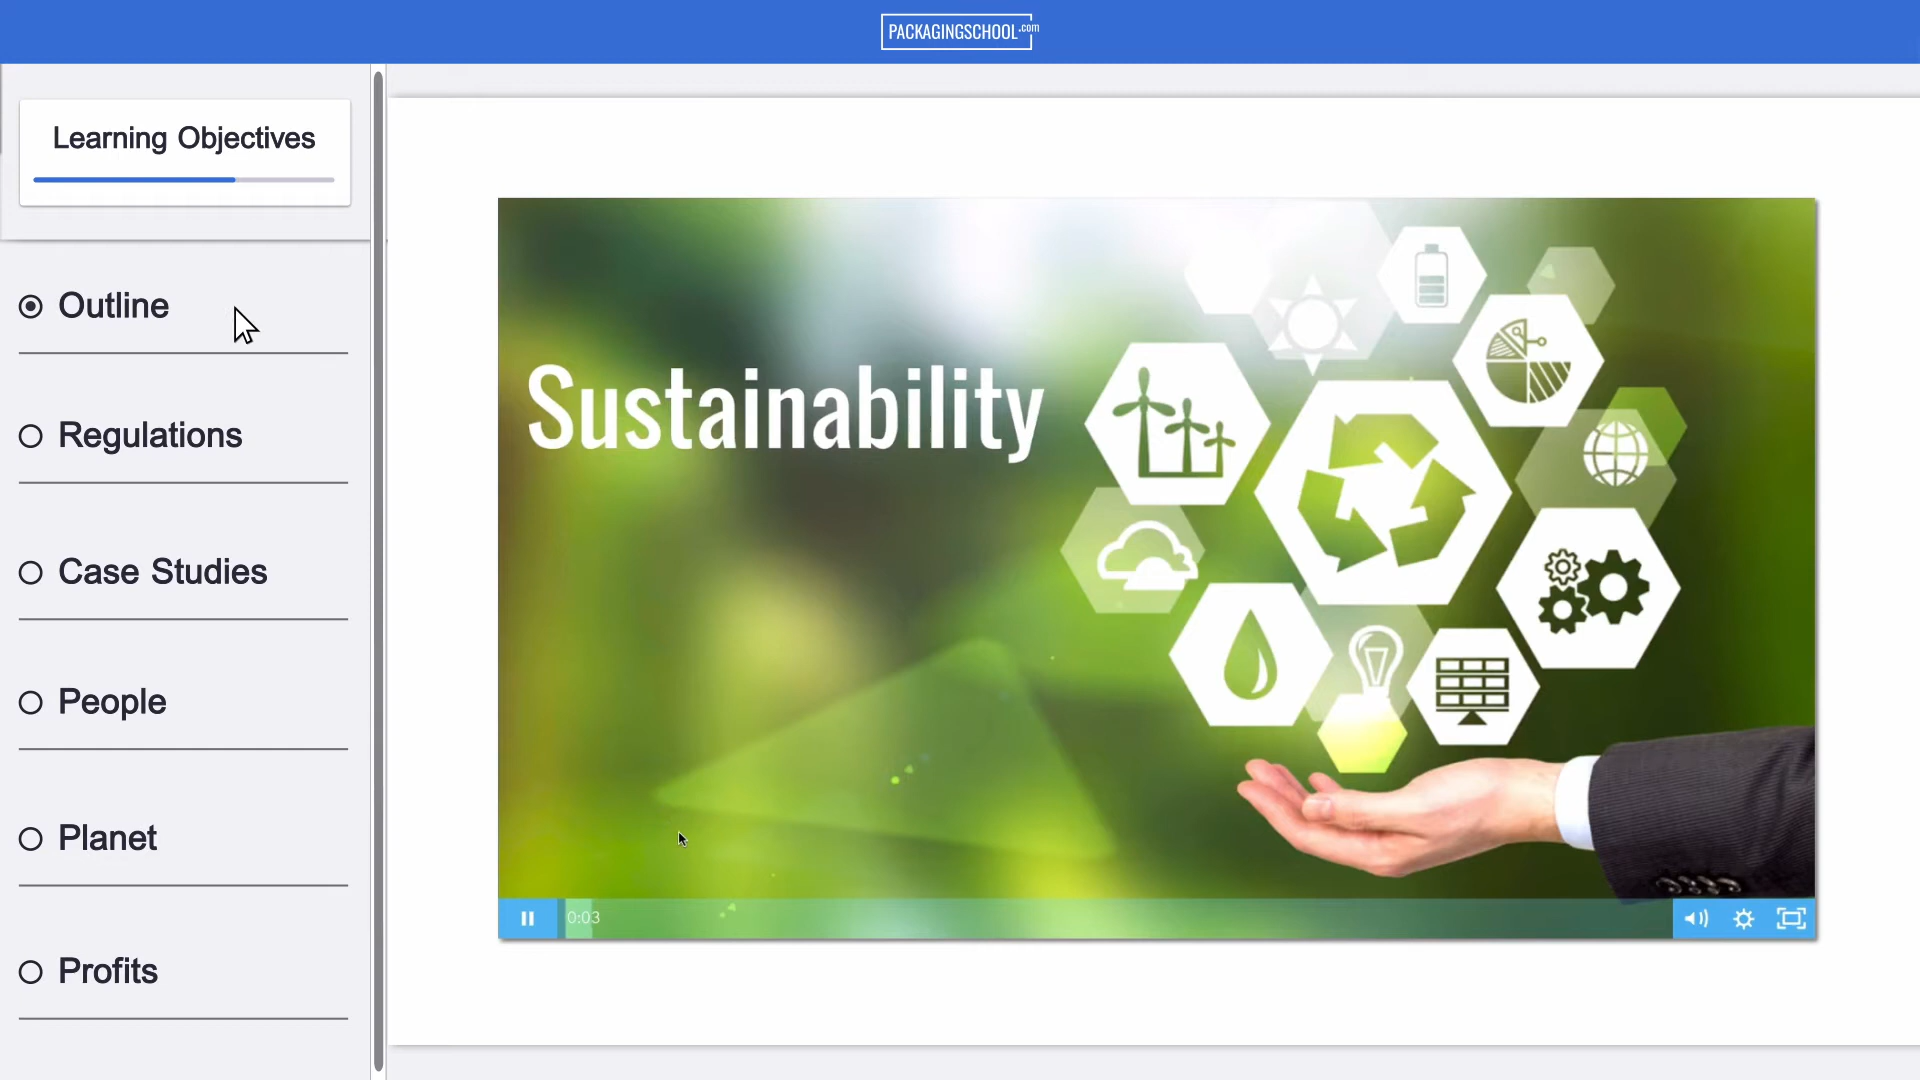 PACKAGINGSCHOOL.com
Learning Objectives
Outline
Regulations
Case Studies
People
Planet
Profits
Sustainability
0:03